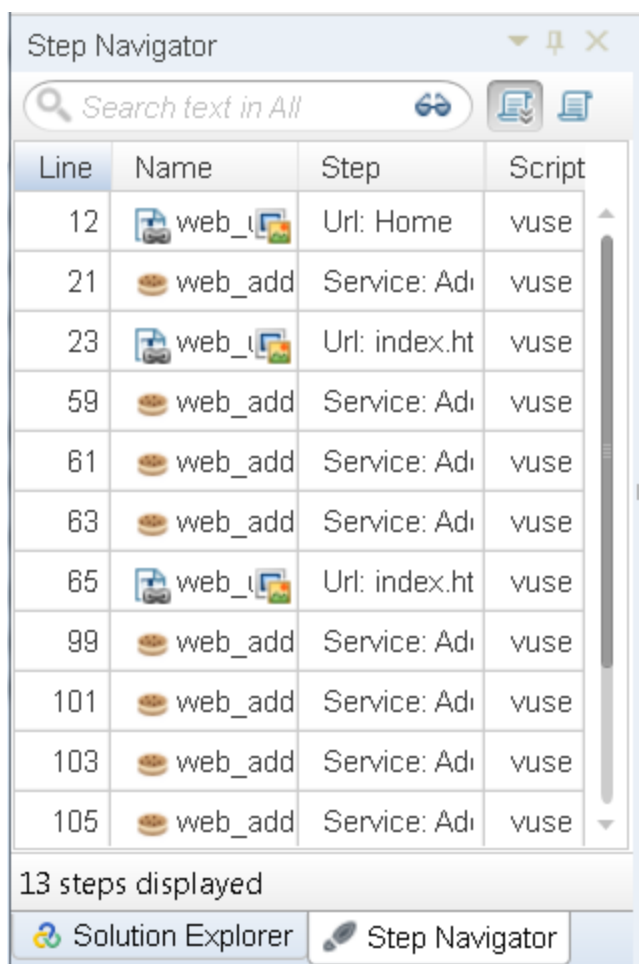 Step Navigator
Search text in All
Line Name Step Script
12 web_u Url: Home vuse
21 web_add Service: Ad vuse
23 web_u Url: index.ht vuse
59 web_add Service: Ad vuse
61 web_add Service: Ad vuse
63 web_add Service: Ad vuse
65 web_u Url: index.ht vuse
99 web_add Service: Ad vuse
101 web_add Service: Ad vuse
103 web_add Service: Ad vuse
105 web_add Service: Ad vuse
13 steps displayed
Solution Explorer Step Navigator